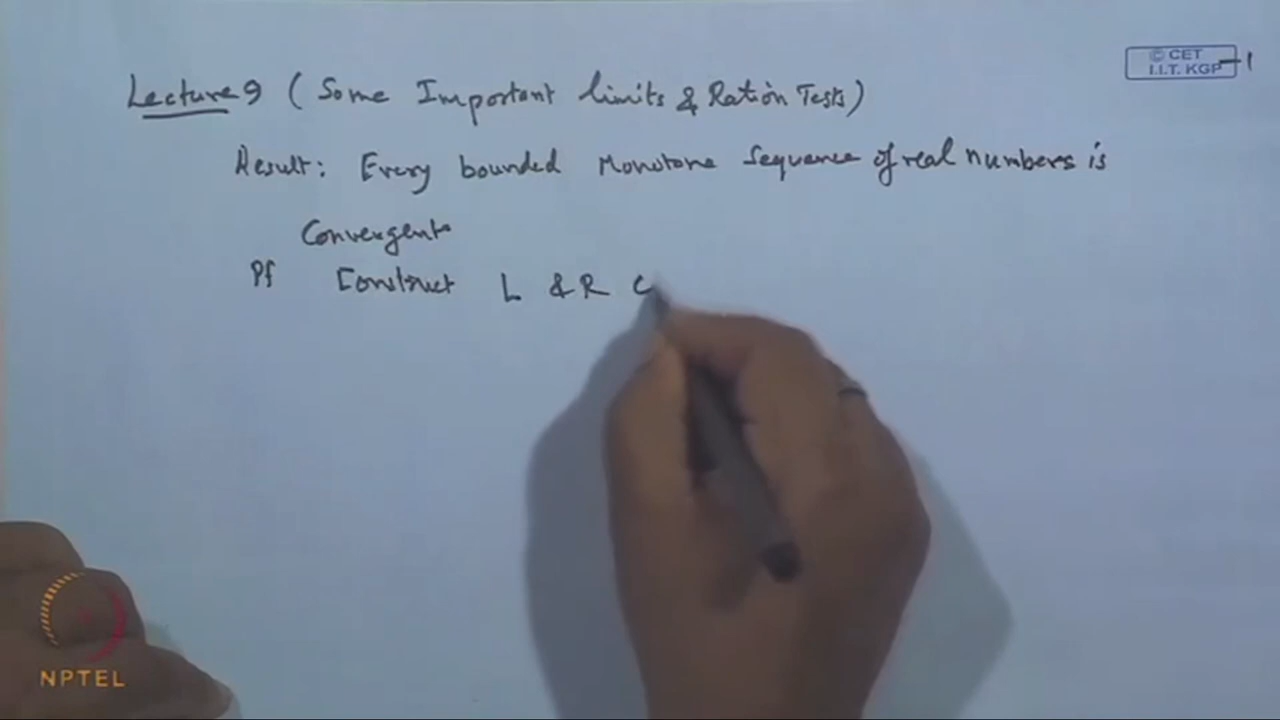 © CET
I.I.T. KGP
1
Lecture 9 (Some Important limits & Ration Tests)
Result: Every bounded Monotone Sequence of real numbers is
Convergent
Pf Construct L & R C
NPTEL